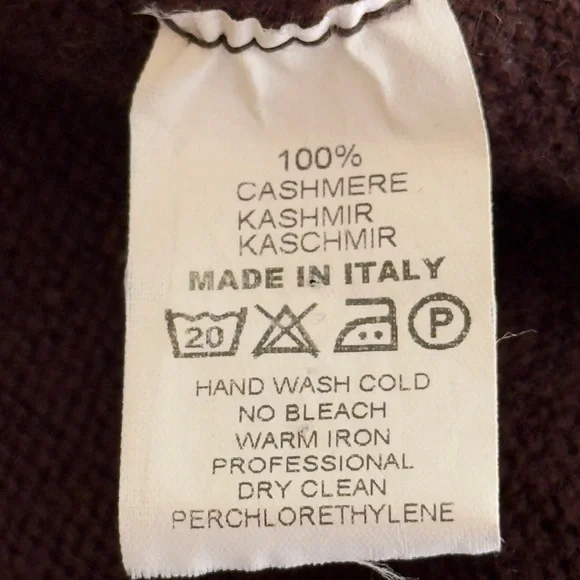 100%
CASHMERE
KASHMIR
KASCHMIR
MADE IN ITALY
20 P
HAND WASH COLD
NO BLEACH
WARM IRON
PROFESSIONAL
DRY CLEAN
PERCHLORETHYLENE